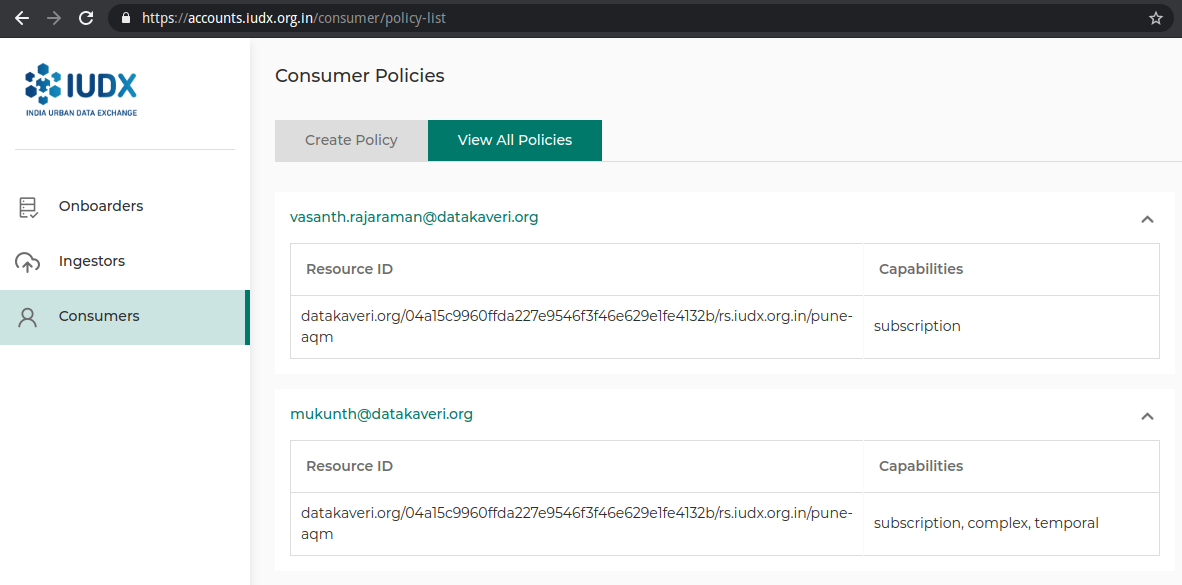 https://accounts.iudx.org.in/consumer/policy-list
IUDX
INDIA URBAN DATA EXCHANGE
Onboarders
Ingestors
Consumers
Consumer Policies
Create Policy
View All Policies
vasanth.rajaraman@datakaveri.org
Resource ID
Capabilities
datakaveri.org/04a15c9960ffda227e9546f3f46e629e1fe4132b/rs.iudx.org.in/pune-
aqm
subscription
mukunth@datakaveri.org
Resource ID
Capabilities
datakaveri.org/04a15c9960ffda227e9546f3f46e629e1fe4132b/rs.iudx.org.in/pune-
aqm
subscription, complex, temporal